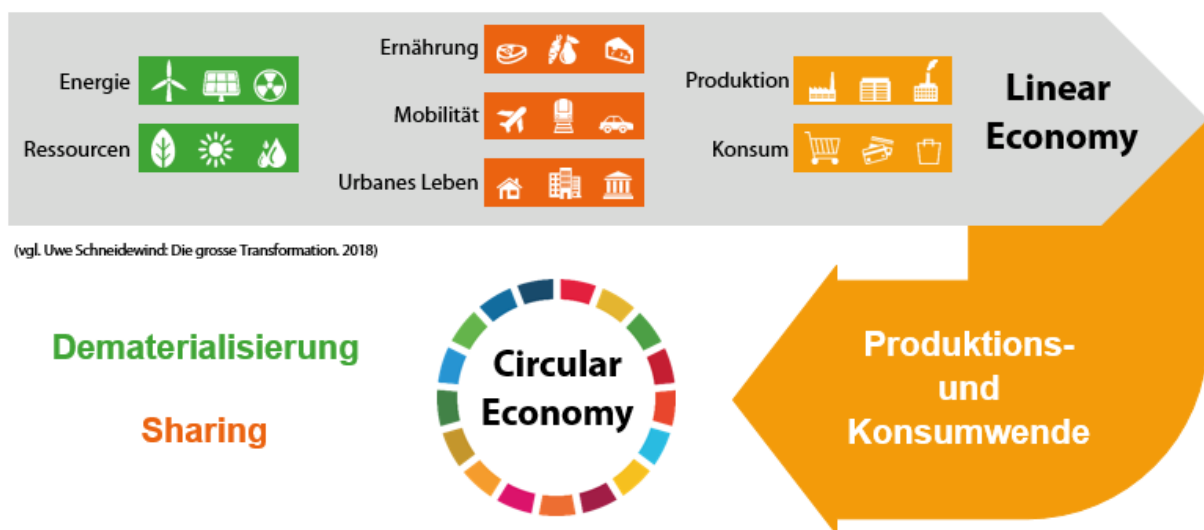 Energie
Ressourcen
Ernährung
Mobilität
Urbanes Leben
Produktion
Konsum
Linear
Economy
(vgl. Uwe Schneidewind: Die grosse Transformation. 2018)
Dematerialisierung
Sharing
Circular
Economy
Produktions-
und
Konsumwende